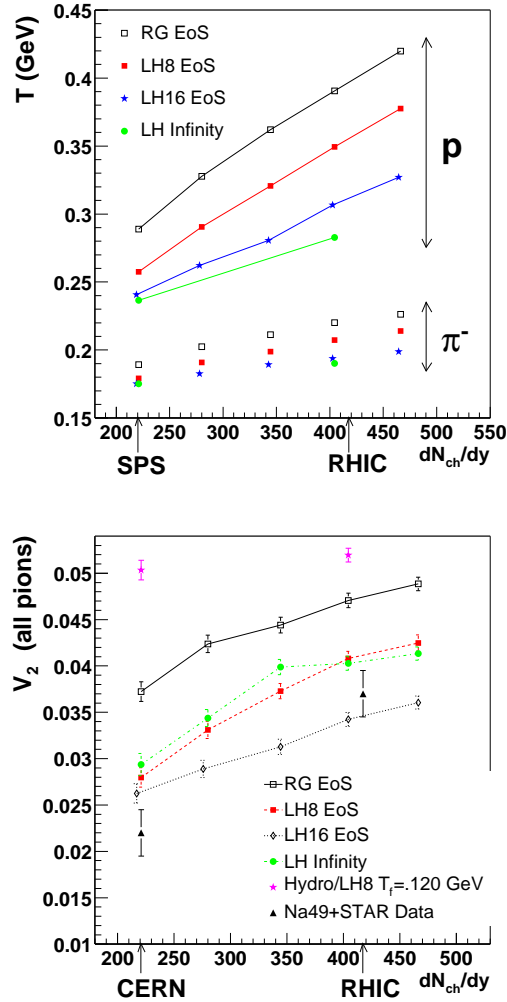 T (GeV)
0.45
0.4
0.35
0.3
0.25
0.2
0.15
RG EoS
LH8 EoS
LH16 EoS
LH Infinity
p
π-
200 250 300 350 400 450 500 550
SPS
RHIC
dNch/dy
V2 (all pions)
0.05
0.045
0.04
0.035
0.03
0.025
0.02
0.015
0.01
RG EoS
LH8 EoS
LH16 EoS
LH Infinity
Hydro/LH8 Tf=.120 GeV
Na49+STAR Data
200 250 300 350 400 450 500
CERN
RHIC
dNch/dy